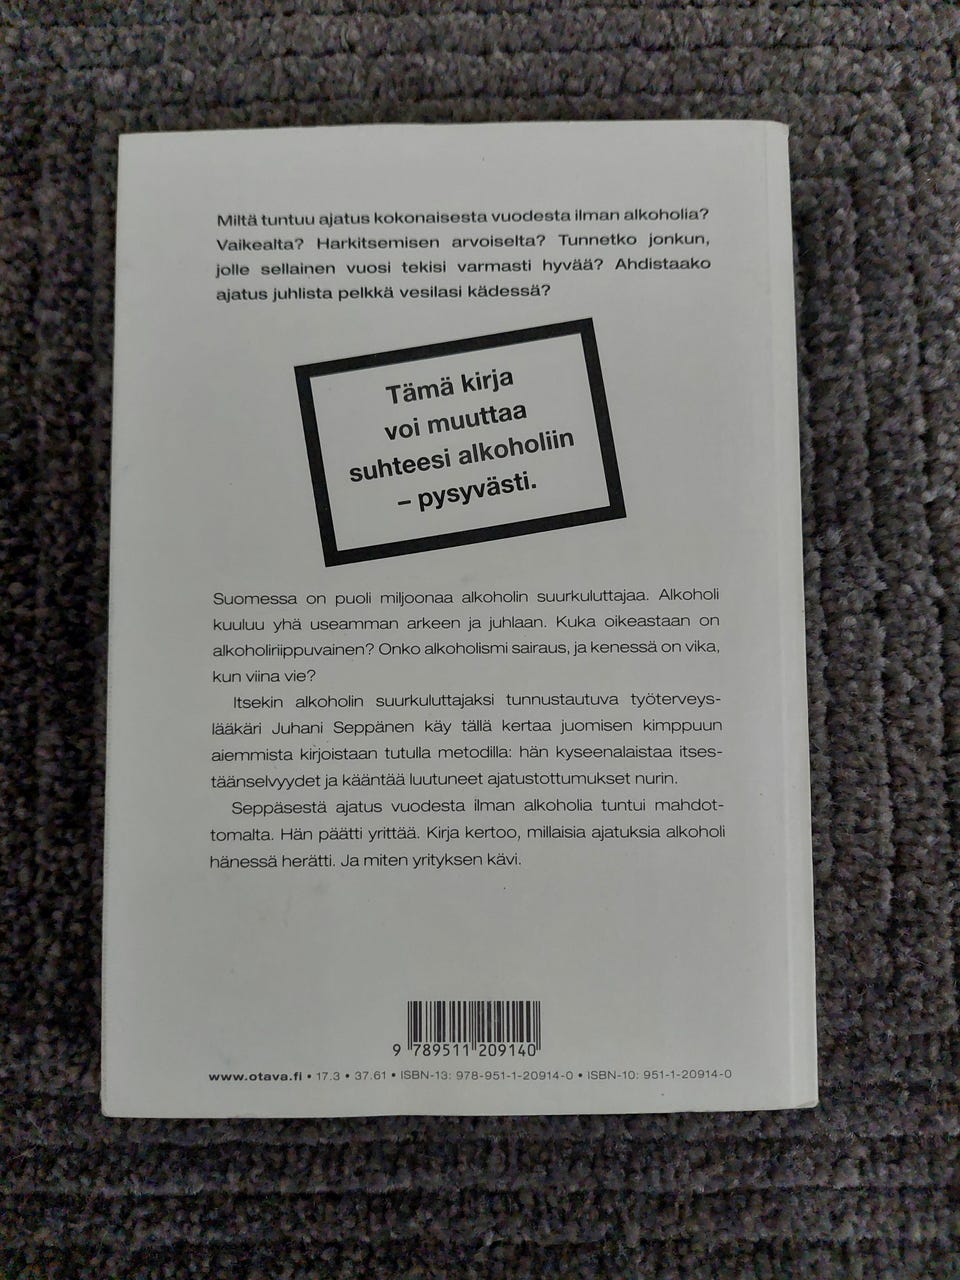 Miltä tuntuu ajatus kokonaisesta vuodesta ilman alkoholia?
Vaikealta? Harkitsemisen arvoiselta? Tunnetko jonkun,
jolle sellainen vuosi tekisi varmasti hyvää? Ahdistaako
ajatus juhlista pelkkä vesilasi kädessä?
Tämä kirja
voi muuttaa
suhteesi alkoholiin
– pysyvästi.
Suomessa on puoli miljoonaa alkoholin suurkuluttajaa. Alkoholi
kuuluu yhä useamman arkeen ja juhlaan. Kuka oikeastaan on
alkoholiriippuvainen? Onko alkoholismi sairaus, ja kenessä on vika,
kun viina vie?
Itsekin alkoholin suurkuluttajaksi tunnustautuva työterveys-
lääkäri Juhani Seppänen käy tällä kertaa juomisen kimppuun
aiemmista kirjoistaan tutulla metodilla: hän kyseenalaistaa itses-
täänselvyydet ja kääntää luutuneet ajatustottumukset nurin.
Seppäsestä ajatus vuodesta ilman alkoholia tuntui mahdot-
tomalta. Hän päätti yrittää. Kirja kertoo, millaisia ajatuksia alkoholi
hänessä herätti. Ja miten yrityksen kävi.
9 789511 209140
www.otava.fi • 17.3 • 37.61 • ISBN-13: 978-951-1-20914-0 • ISBN-10: 951-1-20914-0